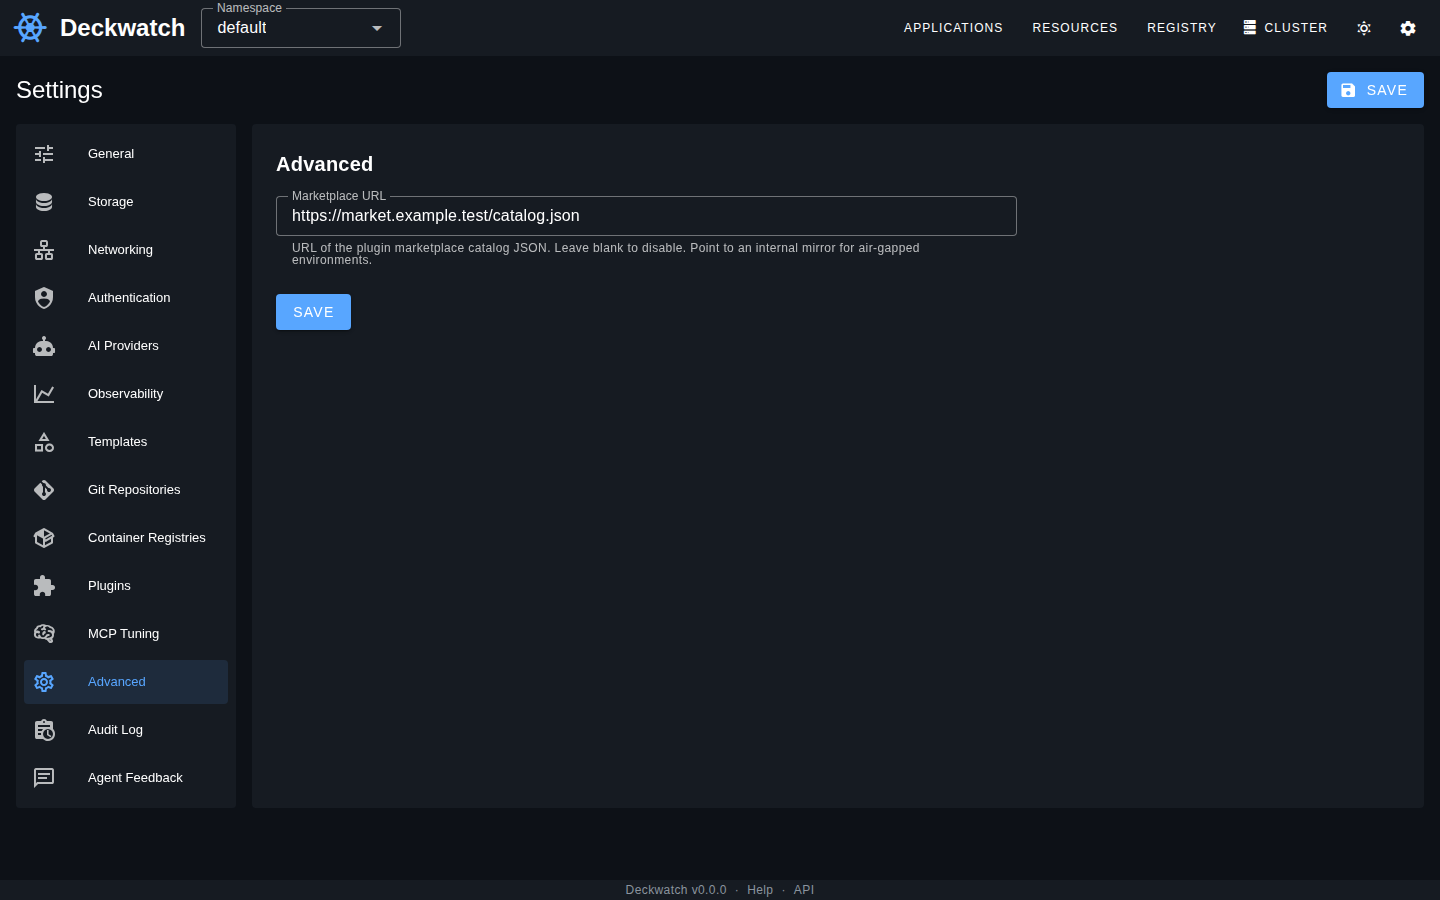 Deckwatch
Namespace
default
APPLICATIONS
RESOURCES
REGISTRY
CLUSTER
Settings
SAVE
General
Storage
Networking
Authentication
AI Providers
Observability
Templates
Git Repositories
Container Registries
Plugins
MCP Tuning
Advanced
Audit Log
Agent Feedback
Advanced
Marketplace URL
https://market.example.test/catalog.json
URL of the plugin marketplace catalog JSON. Leave blank to disable. Point to an internal mirror for air-gapped
environments.
SAVE
Deckwatch v0.0.0 · Help · API